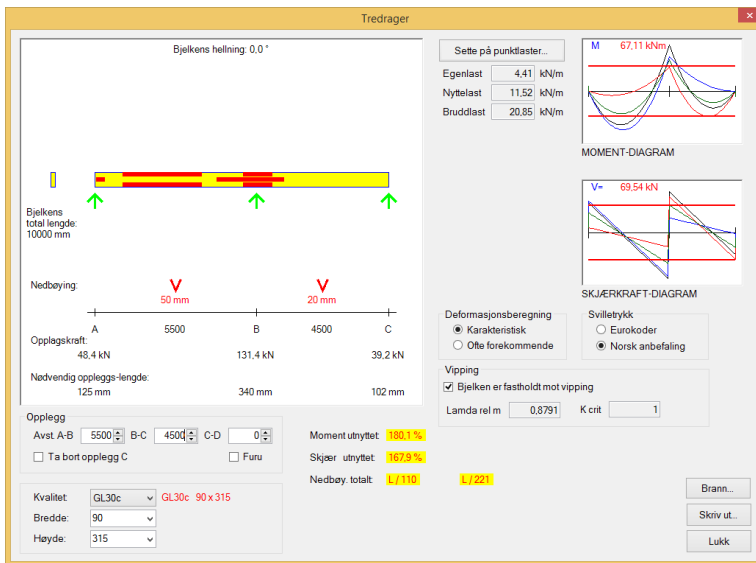 Tredrager
Bjelkens hellning: 0,0 °
Bjelkens
total lengde:
10000 mm
Nedbøying:
50 mm
20 mm
A 5500 B 4500 C
Opplagskraft:
48,4 kN 131,4 kN 39,2 kN
Nødvendig oppleggs-lengde:
125 mm 340 mm 102 mm
Sette på punktlaster...
Egenlast 4,41 kN/m
Nyttelast 11,52 kN/m
Bruddlast 20,85 kN/m
M 67,11 kNm
MOMENT-DIAGRAM
V= 69,54 kN
SKJÆRKRAFT-DIAGRAM
Deformasjonsberegning
Karakteristisk
Ofte forekommende
Svilletrykk
Eurokoder
Norsk anbefaling
Vipping
Bjelken er fastholdt mot vipping
Lamda rel m 0,8791 K crit 1
Opplegg
Avst. A-B 5500 B-C 4500 C-D 0
Ta bort opplegg C Furu
Moment utnyttet: 180,1 %
Skjær utnyttet: 167,9 %
Nedbøy. totalt: L / 110 L / 221
Kvalitet: GL30c GL30c 90 x 315
Bredde: 90
Høyde: 315
Brann...
Skriv ut...
Lukk